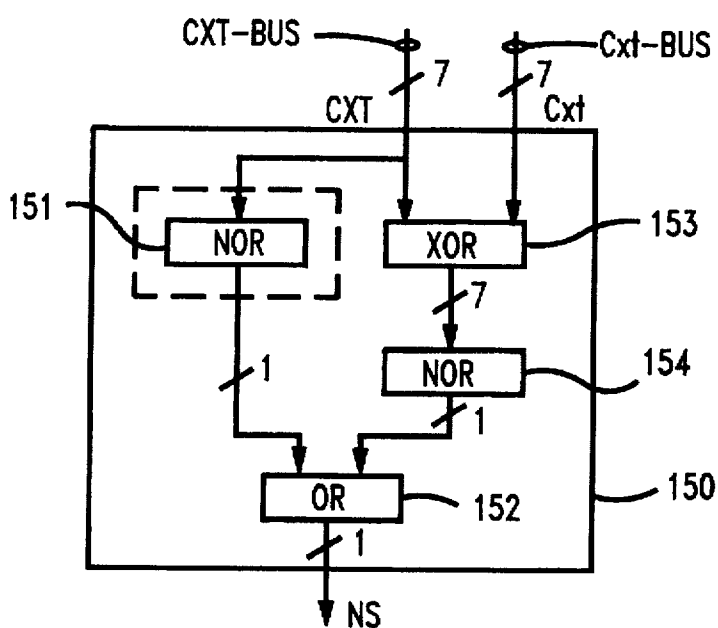 CXT-BUS
Cxt-BUS
7
7
CXT
Cxt
151
NOR
XOR
153
7
NOR
154
1
1
OR
152
150
1
NS